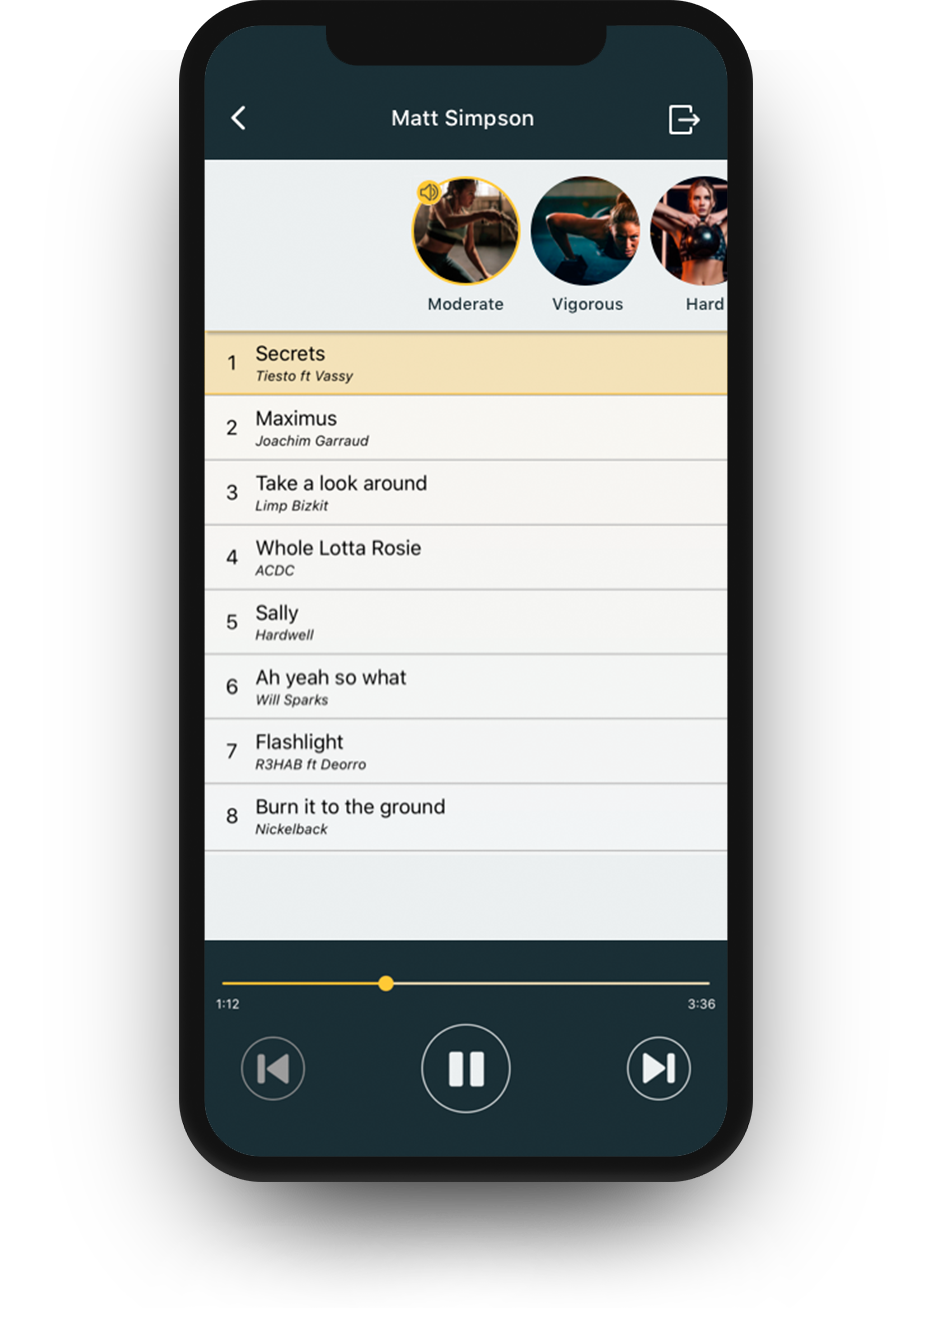 Matt Simpson
Moderate
Vigorous
Hard
1
Secrets
Tiesto ft Vassy
2
Maximus
Joachim Garraud
3
Take a look around
Limp Bizkit
4
Whole Lotta Rosie
ACDC
5
Sally
Hardwell
6
Ah yeah so what
Will Sparks
7
Flashlight
R3HAB ft Deorro
8
Burn it to the ground
Nickelback
1:12
3:36